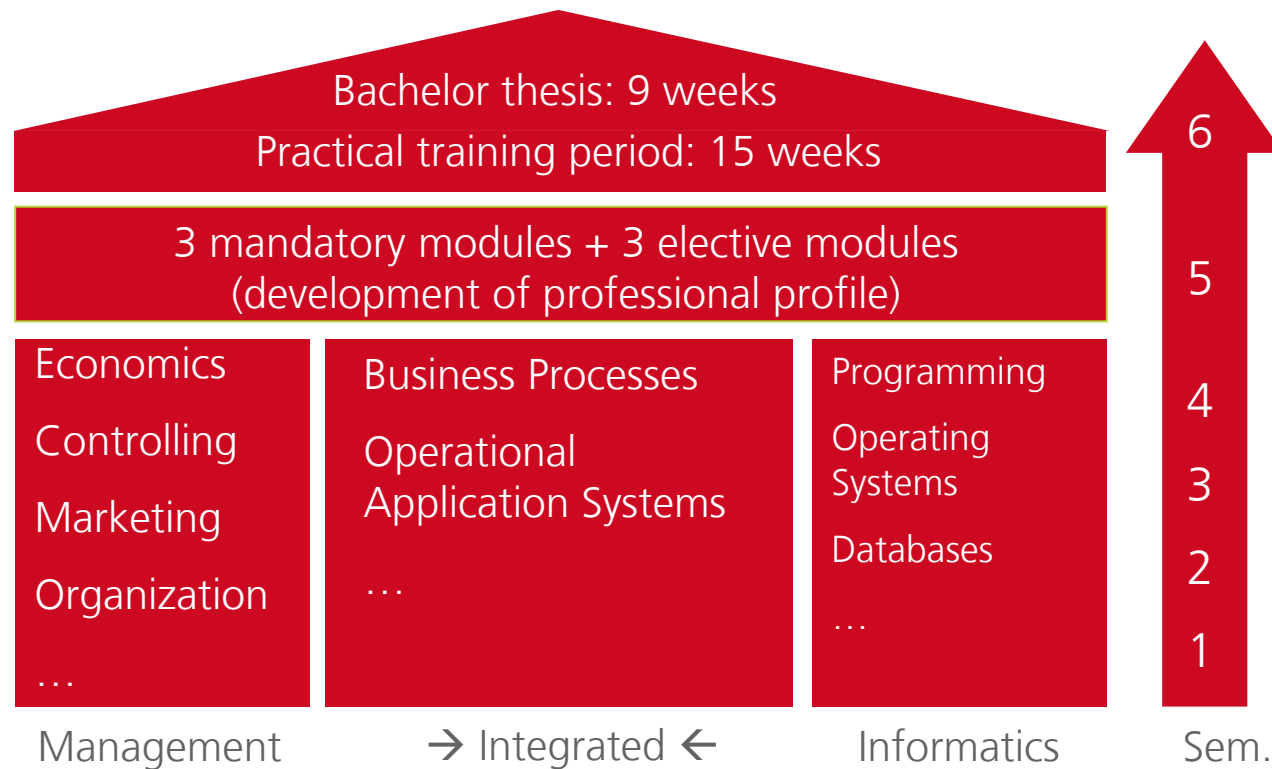 Bachelor thesis: 9 weeks
Practical training period: 15 weeks
3 mandatory modules + 3 elective modules
(development of professional profile)
Economics
Controlling
Marketing
Organization
…
Business Processes
Operational
Application Systems
…
Programming
Operating
Systems
Databases
…
6
5
4
3
2
1
Management
→ Integrated ←
Informatics
Sem.